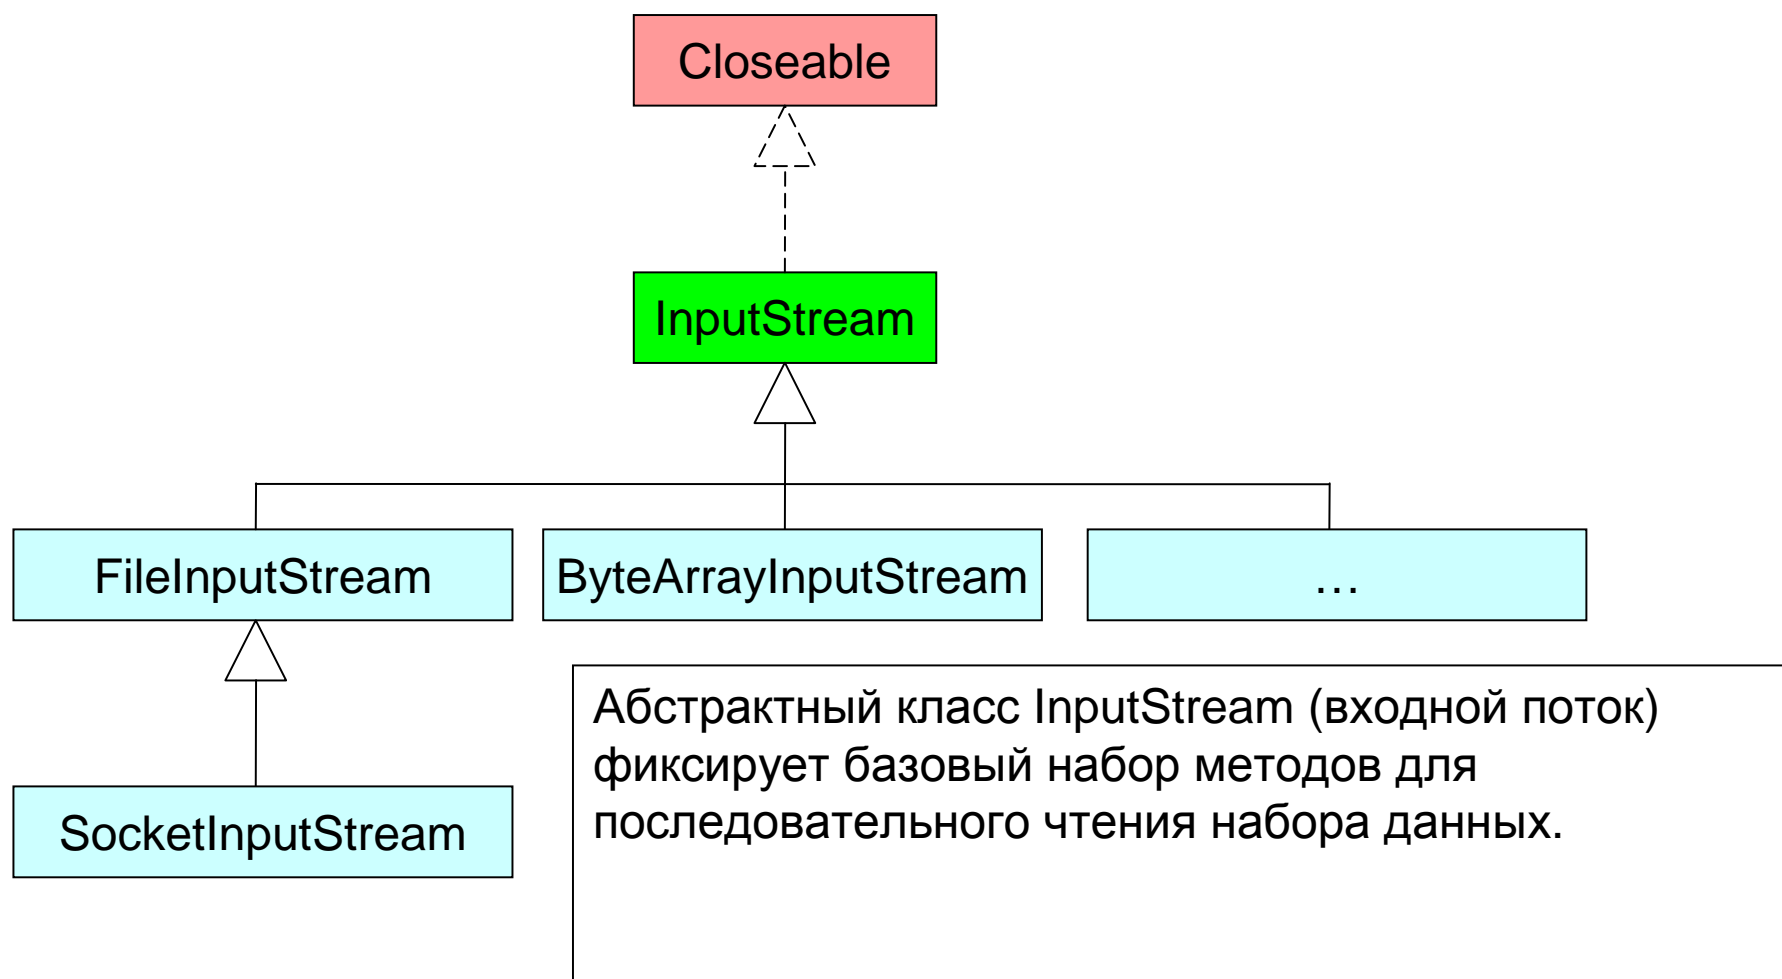 Closeable
InputStream
FileInputStream
ByteArrayInputStream
…
SocketInputStream
Абстрактный класс InputStream (входной поток)
фиксирует базовый набор методов для
последовательного чтения набора данных.